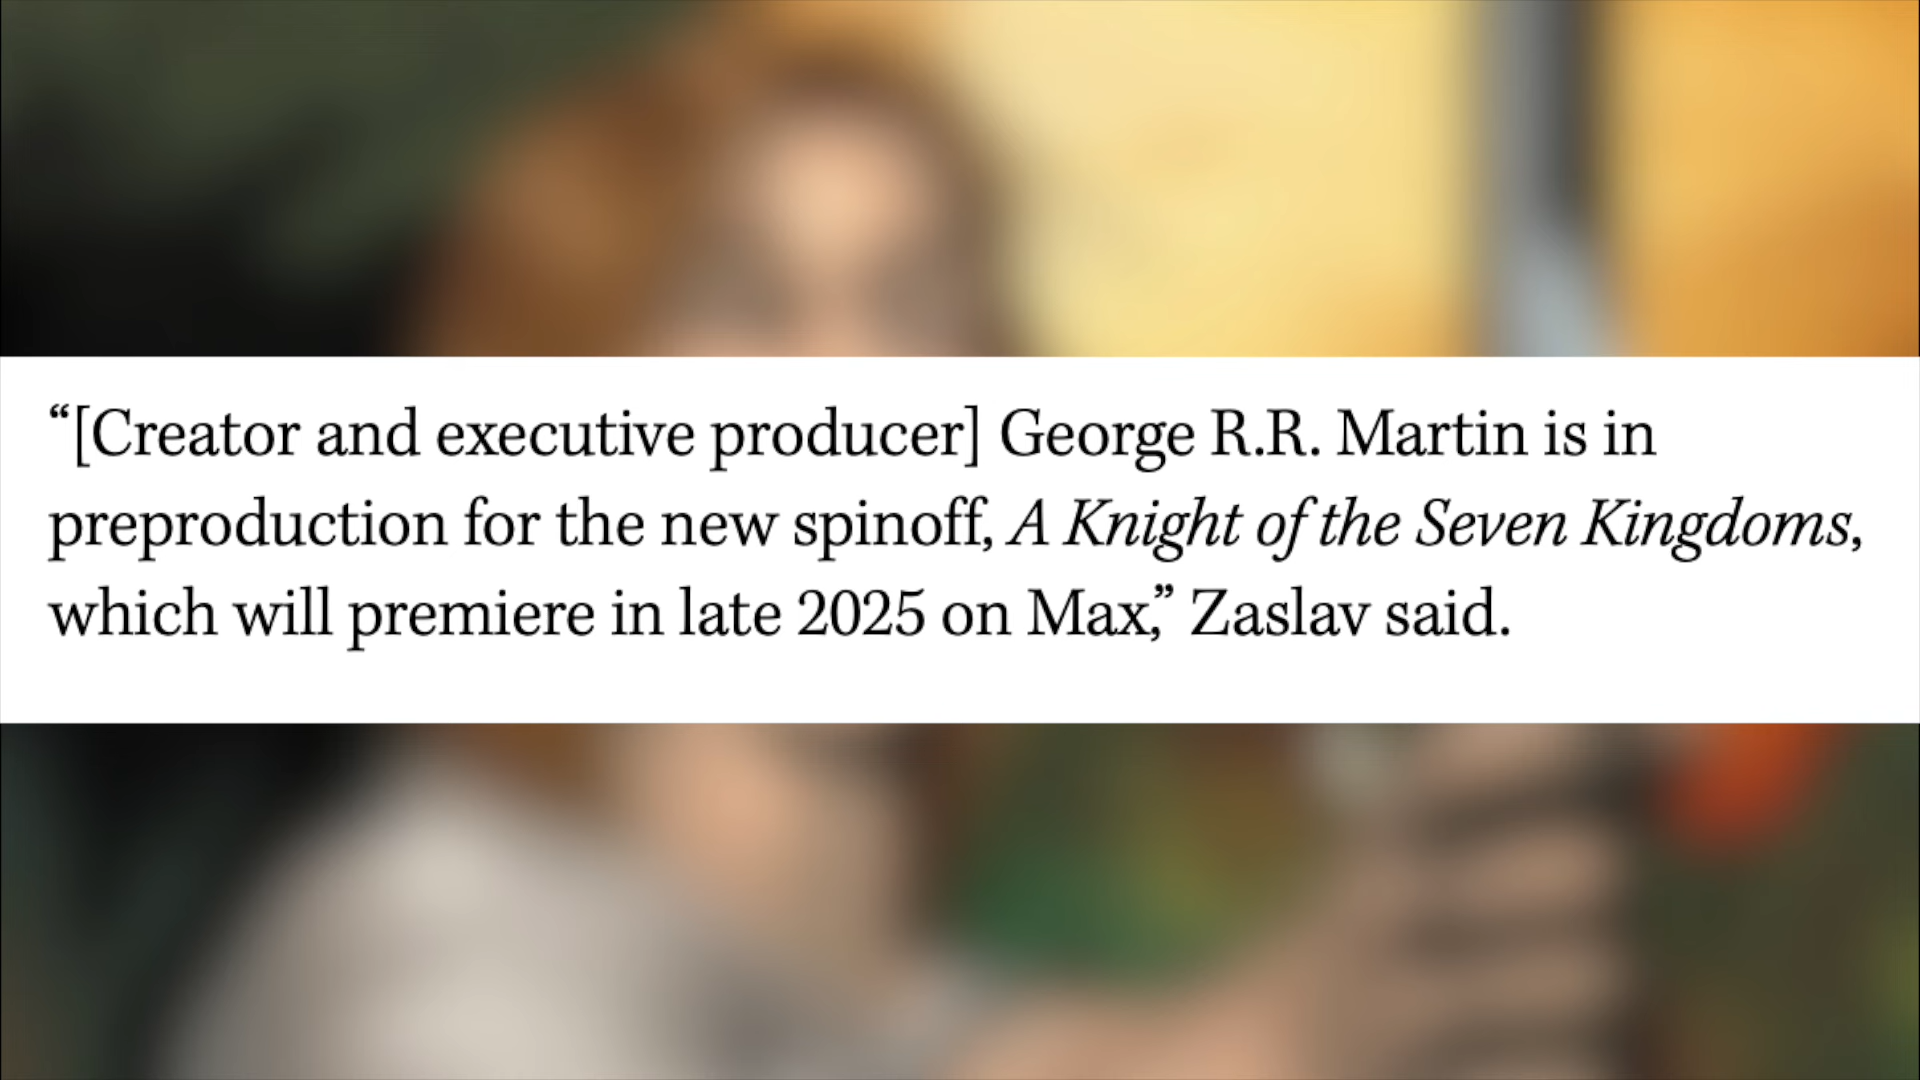 “[Creator and executive producer] George R.R. Martin is in
preproduction for the new spinoff, A Knight of the Seven Kingdoms,
which will premiere in late 2025 on Max,” Zaslav said.